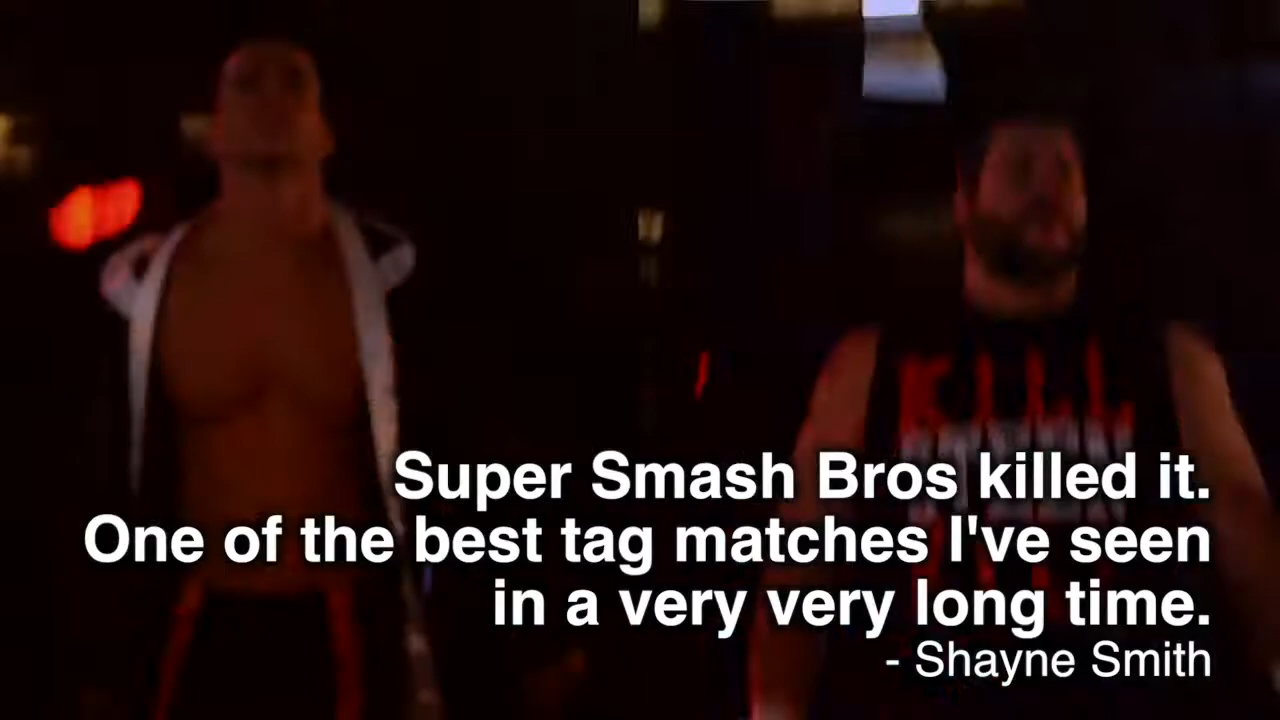 KILL
Super Smash Bros killed it.
One of the best tag matches I've seen
in a very very long time.
- Shayne Smith